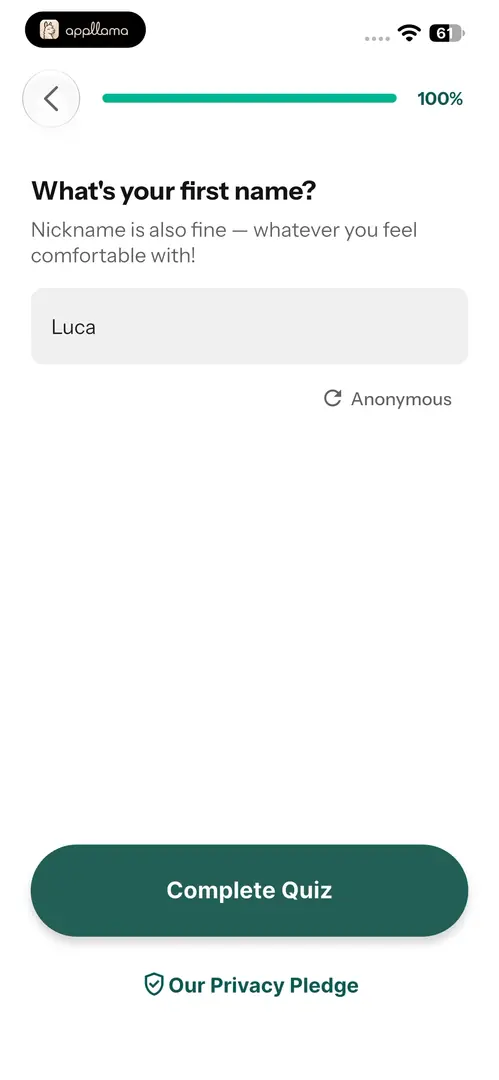 appllama
61
100%
What's your first name?
Nickname is also fine — whatever you feel
comfortable with!
Luca
Anonymous
Complete Quiz
Our Privacy Pledge